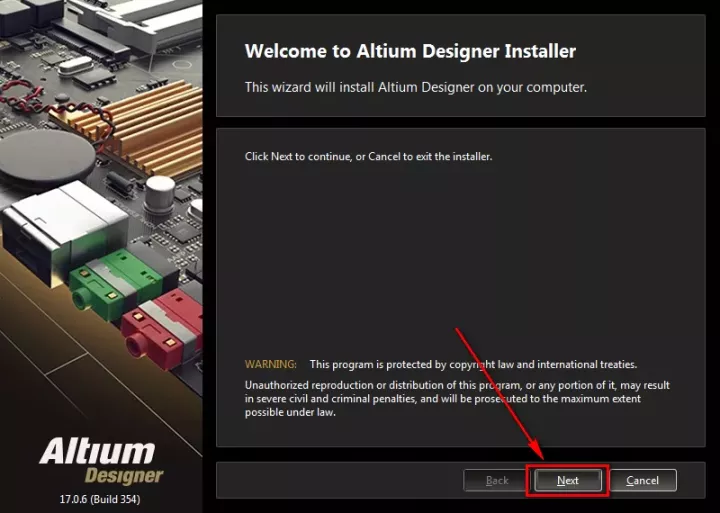 Welcome to Altium Designer Installer
This wizard will install Altium Designer on your computer.
Click Next to continue, or Cancel to exit the installer.
WARNING: This program is protected by copyright law and international treaties.
Unauthorized reproduction or distribution of this program, or any portion of it, may result
in severe civil and criminal penalties, and will be prosecuted to the maximum extent
possible under law.
Altium
Designer
17.0.6 (Build 354)
Back Next Cancel